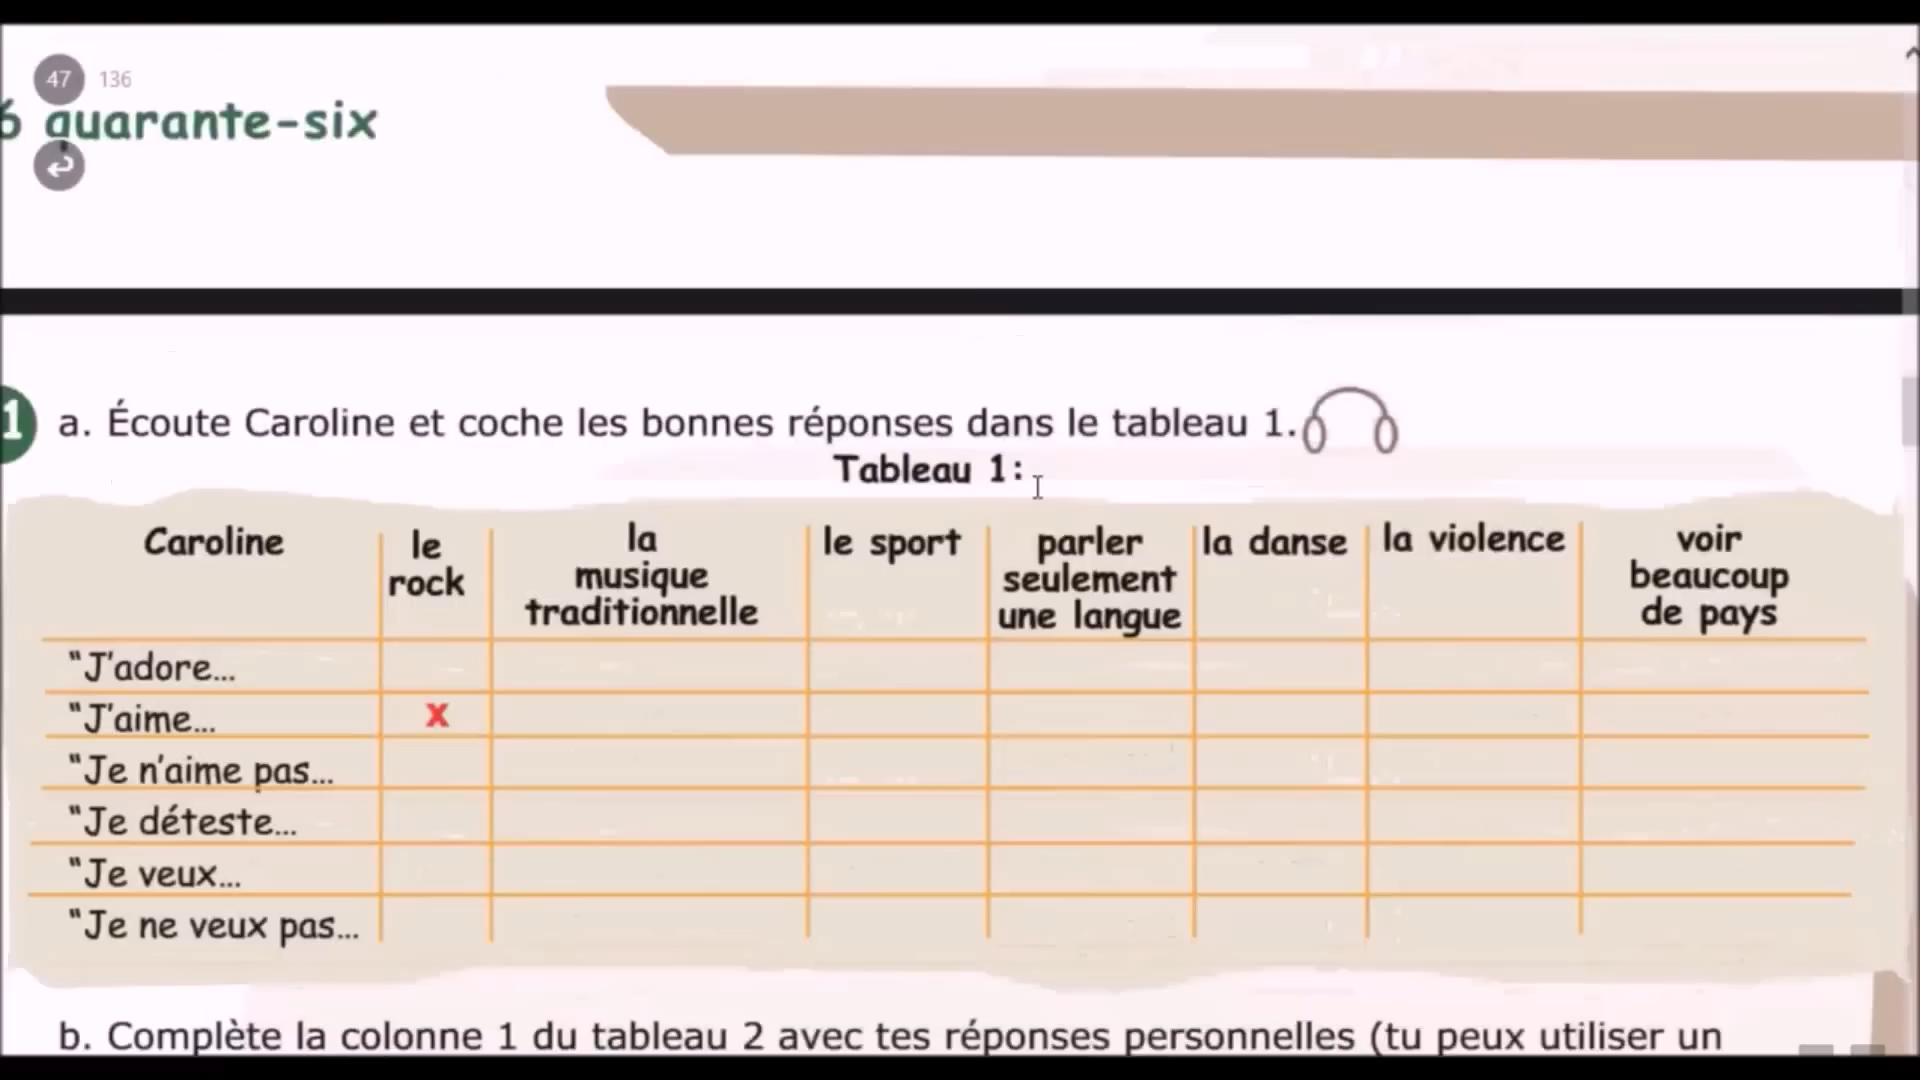 47 136
6 quarante-six
1 a. Écoute Caroline et coche les bonnes réponses dans le tableau 1.
Tableau 1:
Caroline
le
rock
la
musique
traditionnelle
le sport
parler
seulement
une langue
la danse
la violence
voir
beaucoup
de pays
"J'adore...
"J'aime... x
"Je n'aime pas...
"Je déteste...
"Je veux...
"Je ne veux pas...
b. Complète la colonne 1 du tableau 2 avec tes réponses personnelles (tu peux utiliser un